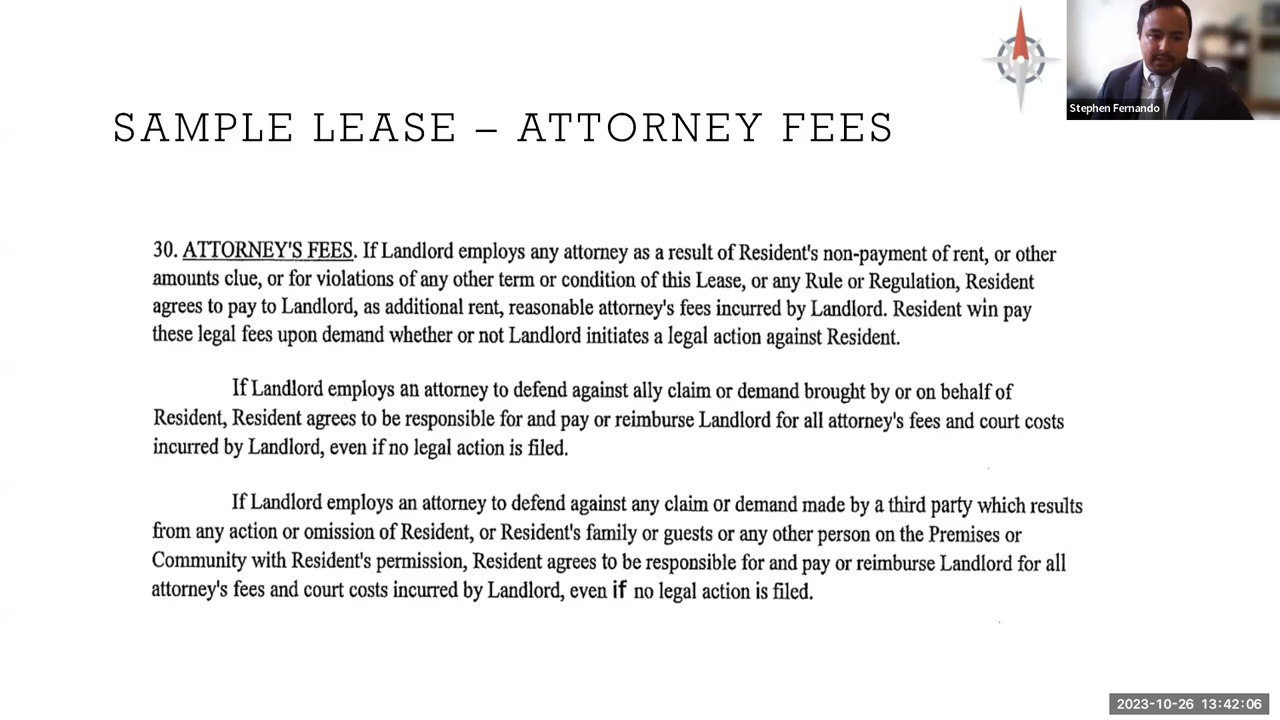 Stephen Fernando
SAMPLE LEASE – ATTORNEY FEES
30. ATTORNEY'S FEES. If Landlord employs any attorney as a result of Resident's non-payment of rent, or other
amounts clue, or for violations of any other term or condition of this Lease, or any Rule or Regulation, Resident
agrees to pay to Landlord, as additional rent, reasonable attorney's fees incurred by Landlord. Resident win pay
these legal fees upon demand whether or not Landlord initiates a legal action against Resident.
If Landlord employs an attorney to defend against ally claim or demand brought by or on behalf of
Resident, Resident agrees to be responsible for and pay or reimburse Landlord for all attorney's fees and court costs
incurred by Landlord, even if no legal action is filed.
If Landlord employs an attorney to defend against any claim or demand made by a third party which results
from any action or omission of Resident, or Resident's family or guests or any other person on the Premises or
Community with Resident's permission, Resident agrees to be responsible for and pay or reimburse Landlord for all
attorney's fees and court costs incurred by Landlord, even if no legal action is filed.
2023-10-26 13:42:06